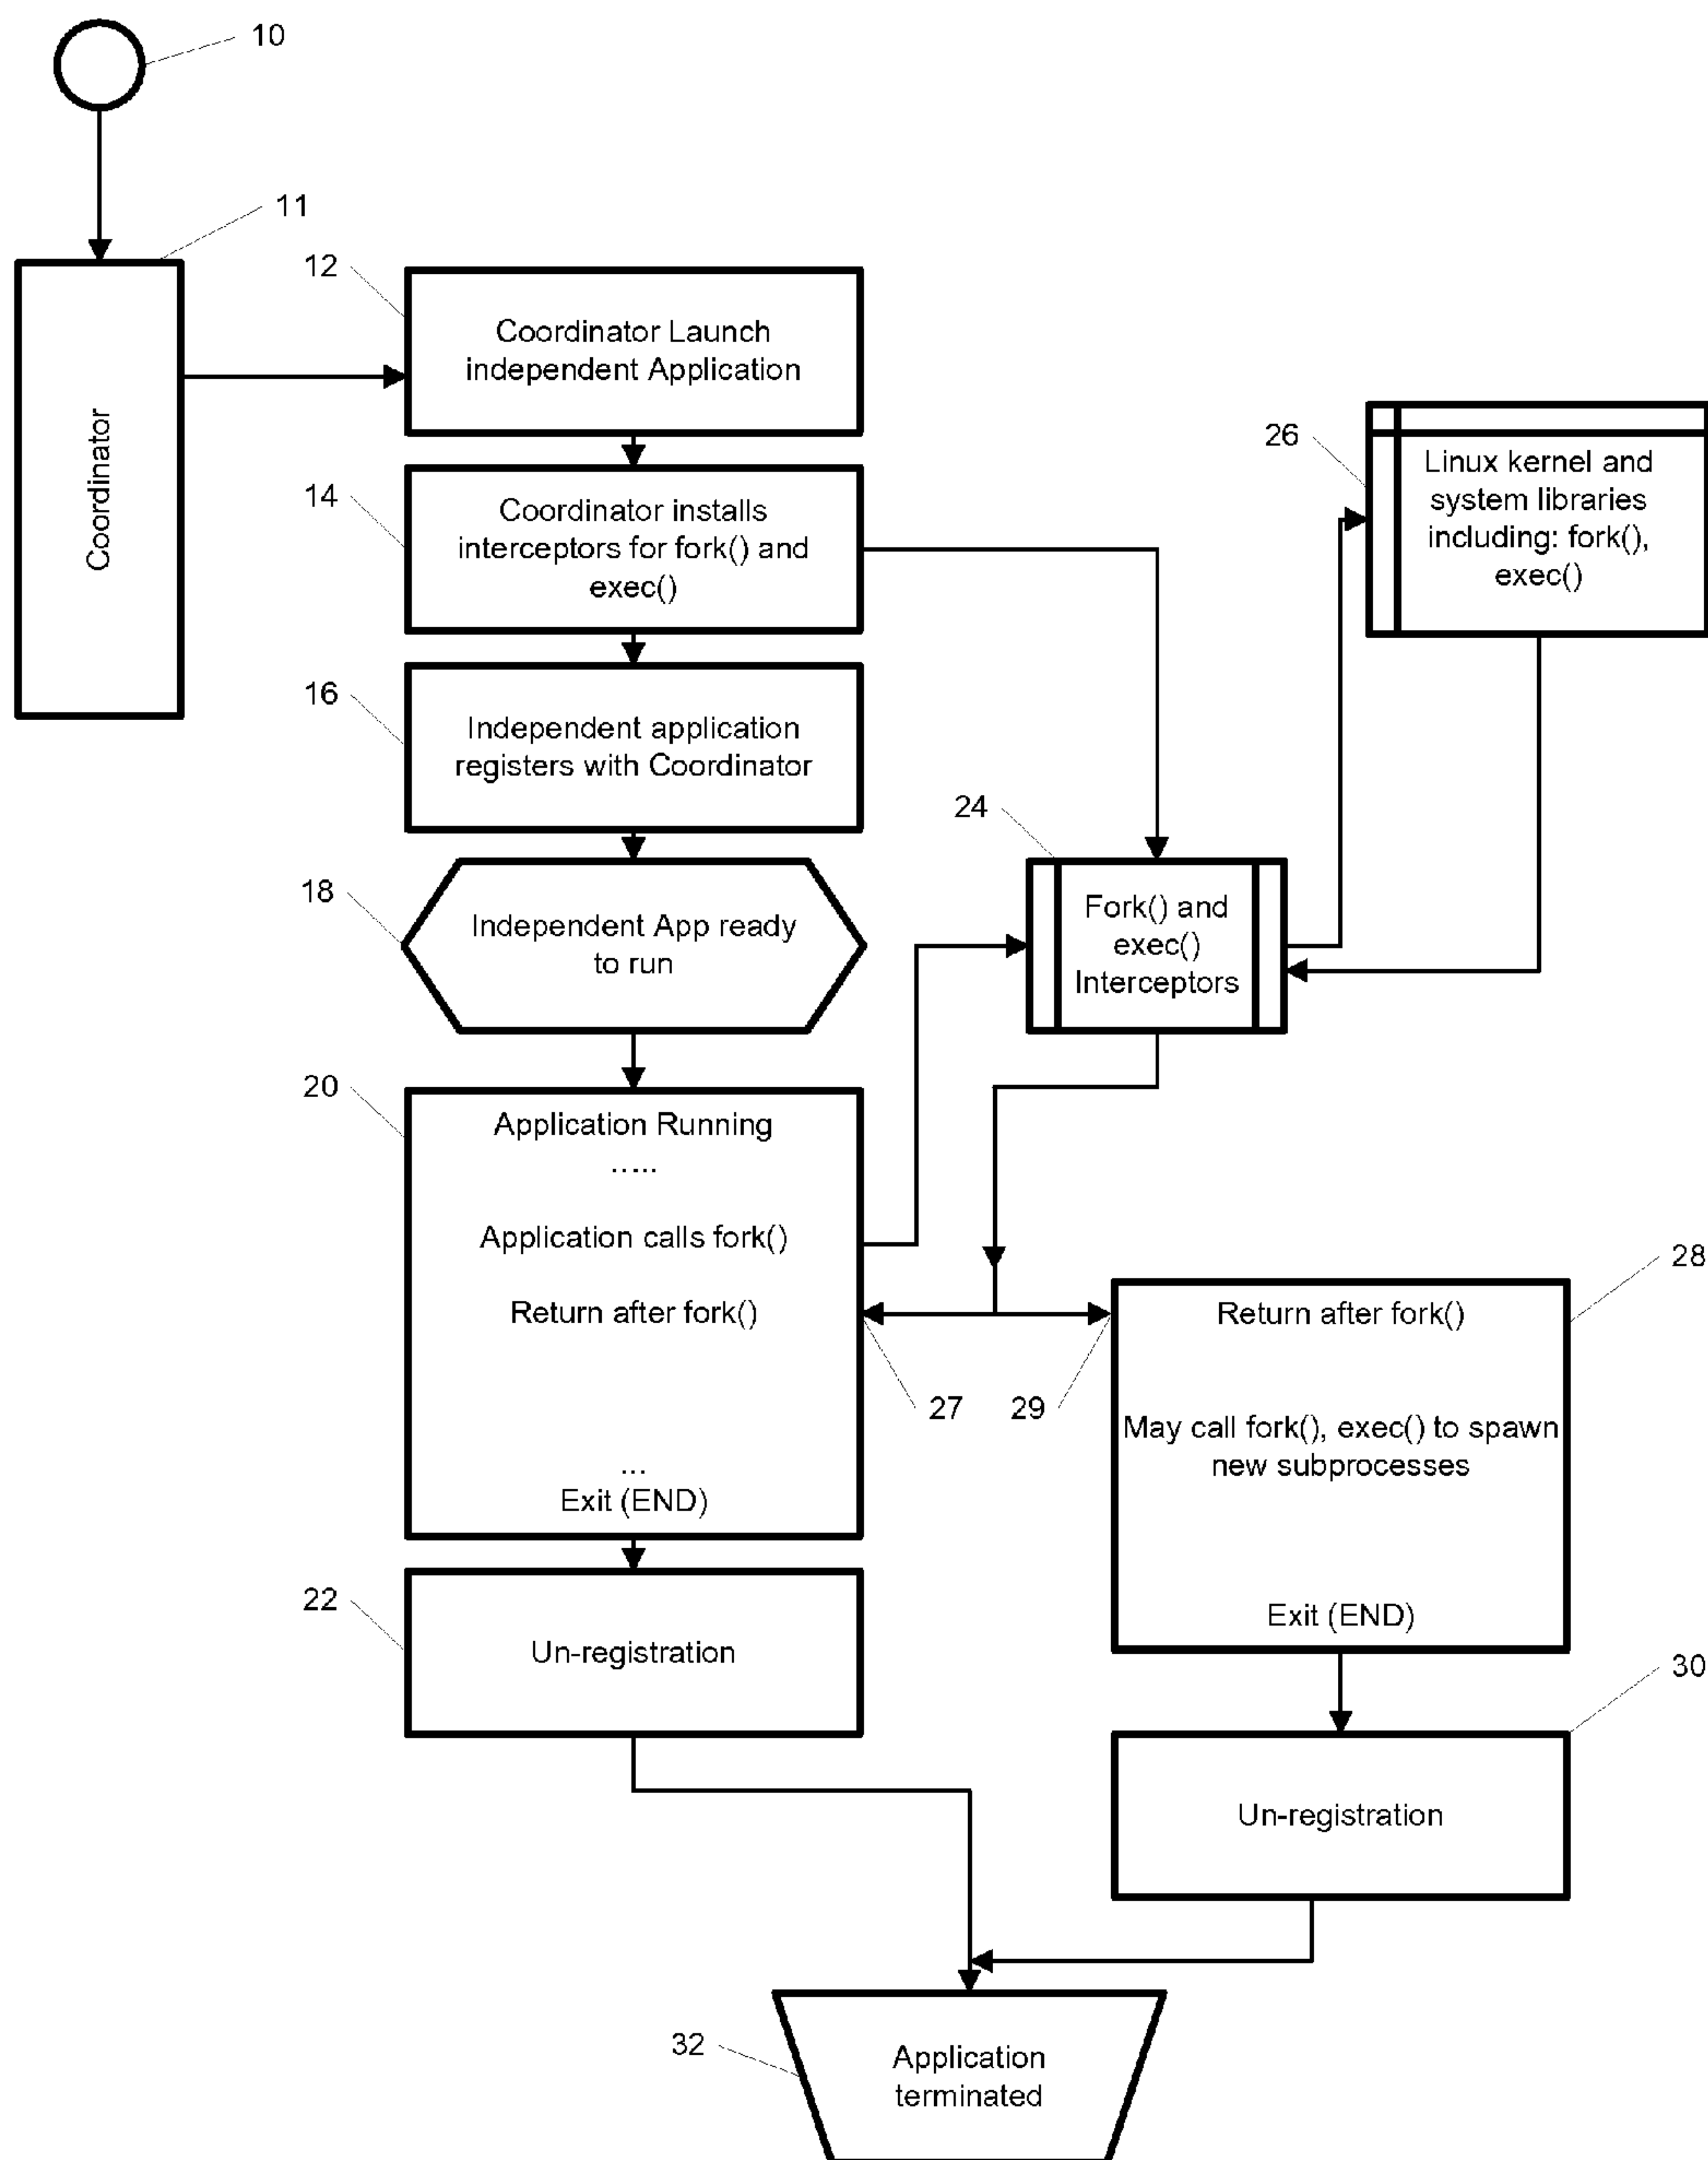 10
11
Coordinator
12
Coordinator Launch
independent Application
14
Coordinator installs
interceptors for fork() and
exec()
26
Linux kernel and
system libraries
including: fork(),
exec()
16
Independent application
registers with Coordinator
24
Fork() and
exec()
Interceptors
18
Independent App ready
to run
20
Application Running
.....
Application calls fork()
Return after fork()
...
Exit (END)
27
29
28
Return after fork()
May call fork(), exec() to spawn
new subprocesses
Exit (END)
22
Un-registration
30
Un-registration
32
Application
terminated